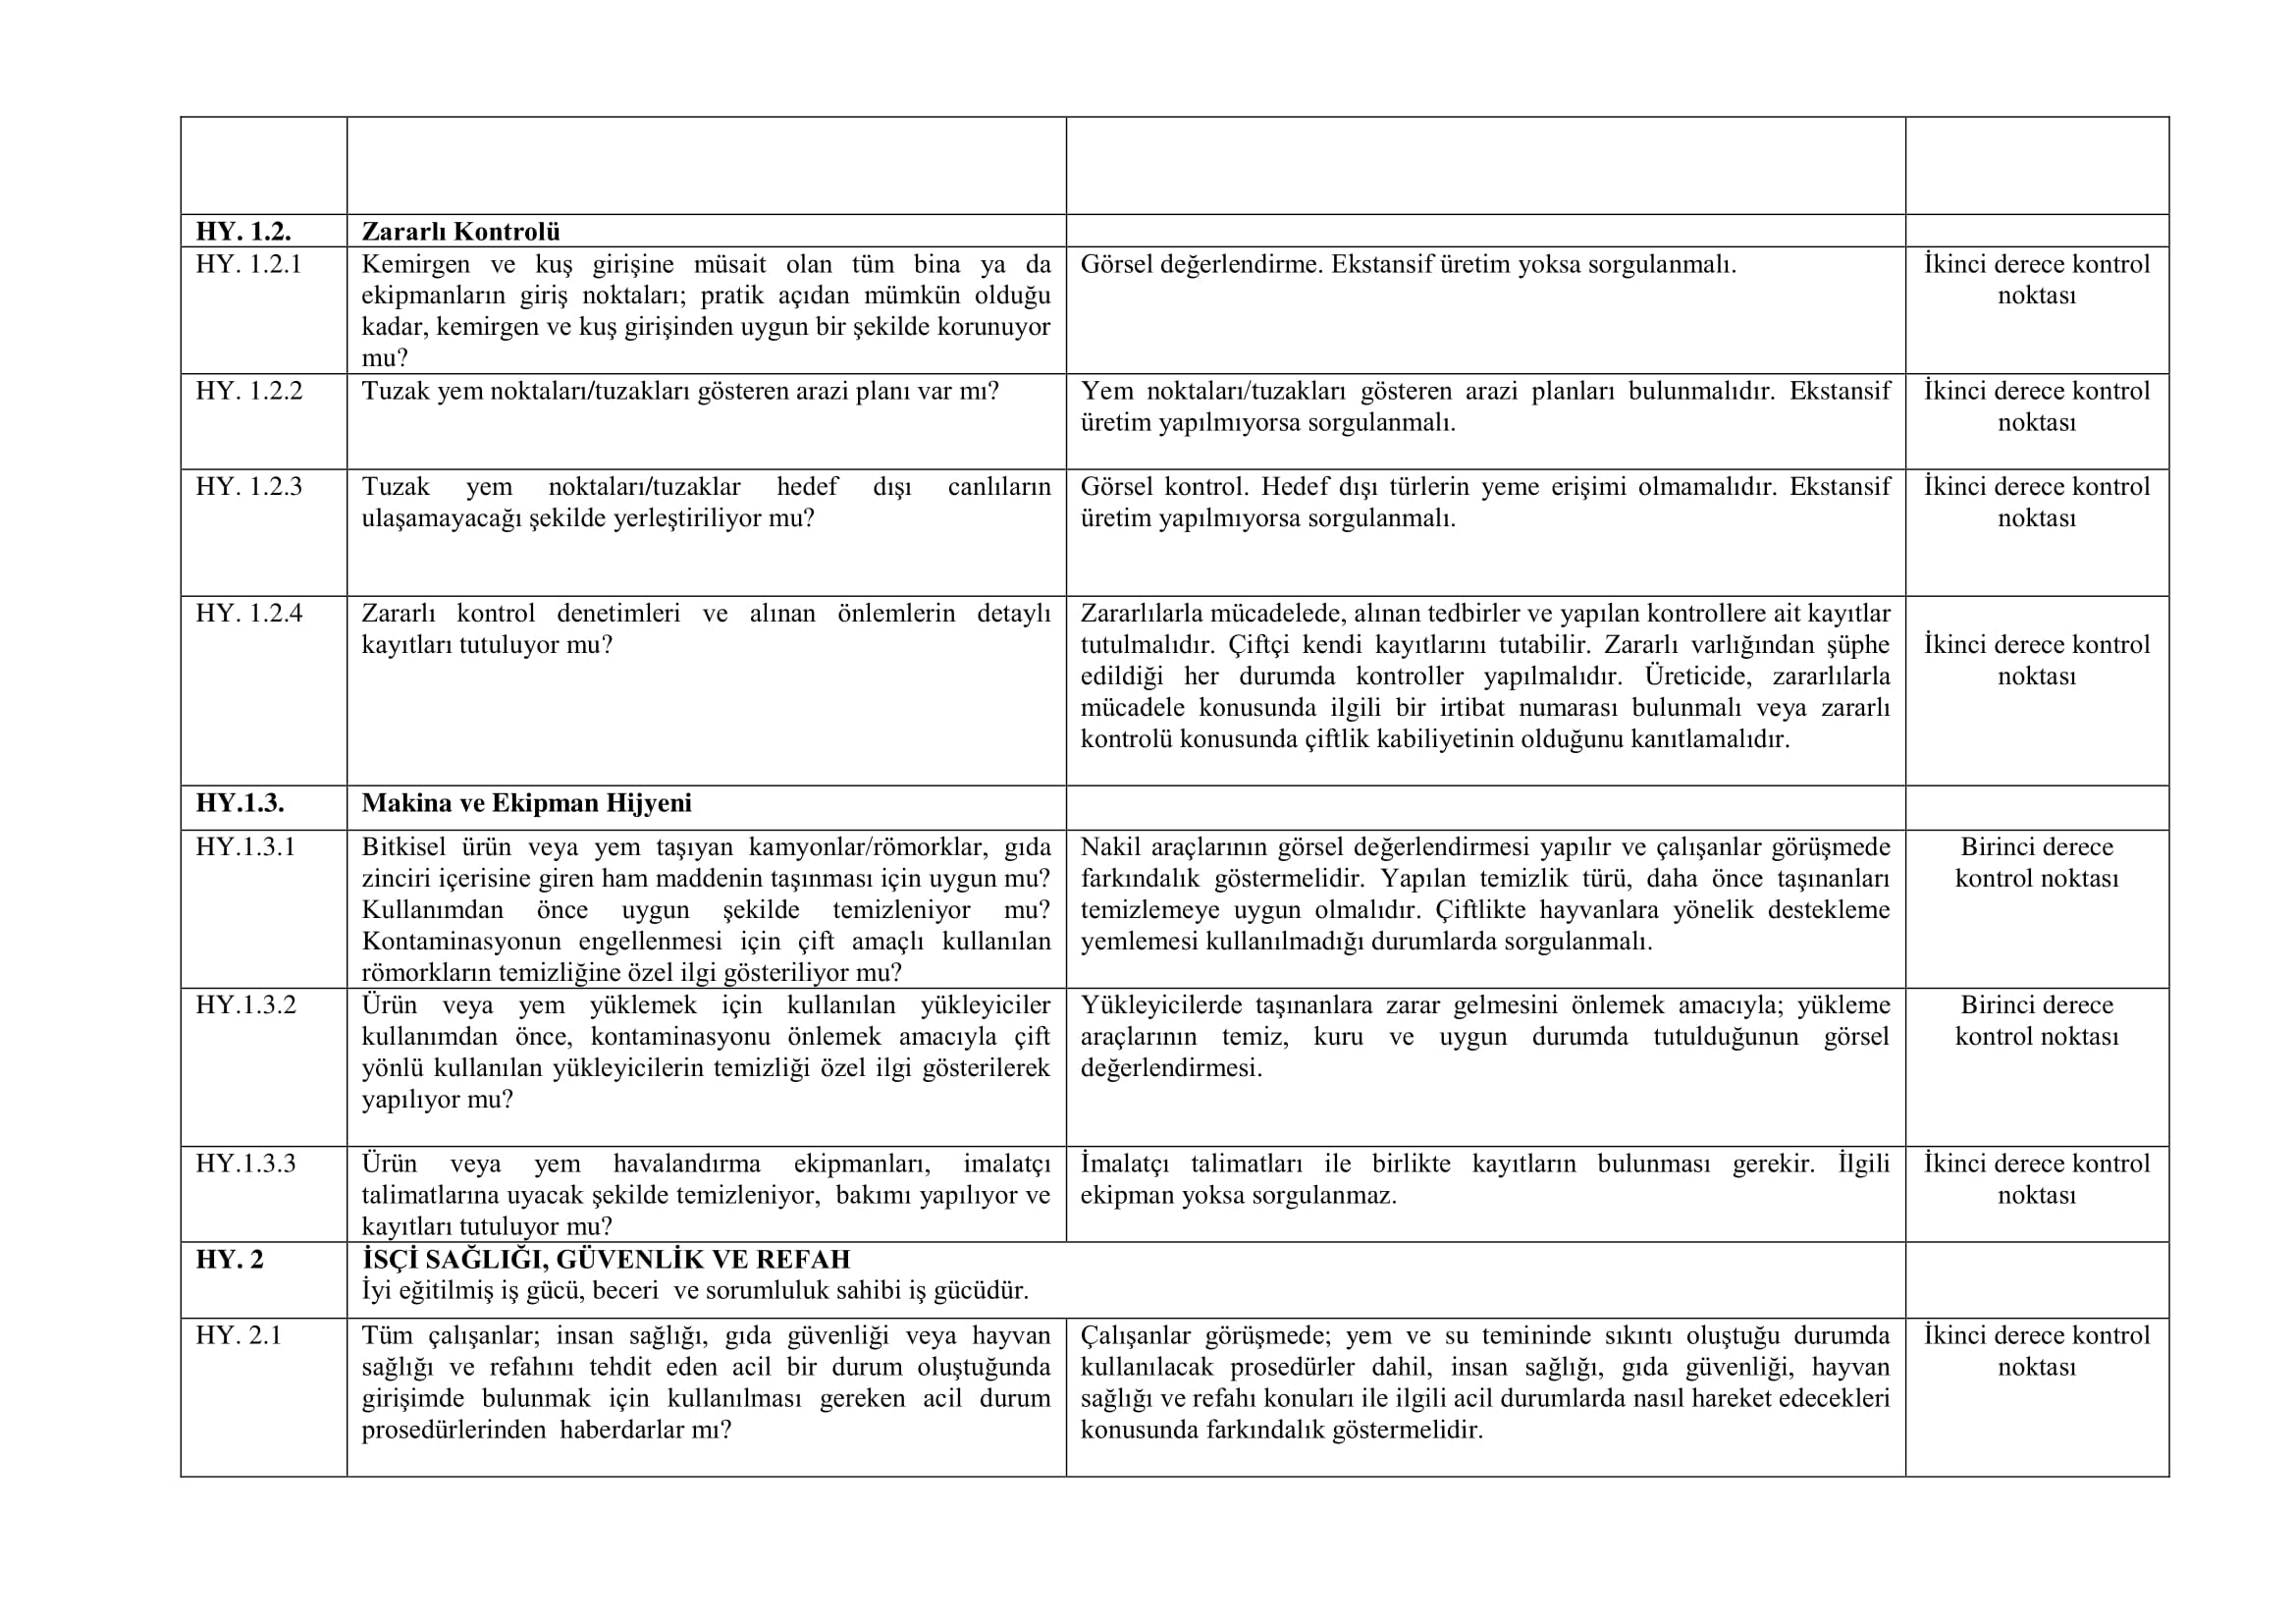 HY. 1.2.
Zararlı Kontrolü
HY. 1.2.1
Kemirgen ve kuş girişine müsait olan tüm bina ya da
ekipmanların giriş noktaları; pratik açıdan mümkün olduğu
kadar, kemirgen ve kuş girişinden uygun bir şekilde korunuyor
mu?
Görsel değerlendirme. Ekstansif üretim yoksa sorgulanmalı.
İkinci derece kontrol
noktası
HY. 1.2.2
Tuzak yem noktaları/tuzakları gösteren arazi planı var mı?
Yem noktaları/tuzakları gösteren arazi planları bulunmalıdır. Ekstansif
üretim yapılmıyorsa sorgulanmalı.
İkinci derece kontrol
noktası
HY. 1.2.3
Tuzak yem noktaları/tuzaklar hedef dışı canlıların
ulaşamayacağı şekilde yerleştiriliyor mu?
Görsel kontrol. Hedef dışı türlerin yeme erişimi olmamalıdır. Ekstansif
üretim yapılmıyorsa sorgulanmalı.
İkinci derece kontrol
noktası
HY. 1.2.4
Zararlı kontrol denetimleri ve alınan önlemlerin detaylı
kayıtları tutuluyor mu?
Zararlılarla mücadelede, alınan tedbirler ve yapılan kontrollere ait kayıtlar
tutulmalıdır. Çiftçi kendi kayıtlarını tutabilir. Zararlı varlığından şüphe
edildiği her durumda kontroller yapılmalıdır. Üreticide, zararlılarla
mücadele konusunda ilgili bir irtibat numarası bulunmalı veya zararlı
kontrolü konusunda çiftlik kabiliyetinin olduğunu kanıtlamalıdır.
İkinci derece kontrol
noktası
HY.1.3.
Makina ve Ekipman Hijyeni
HY.1.3.1
Bitkisel ürün veya yem taşıyan kamyonlar/römorklar, gıda
zinciri içerisine giren ham maddenin taşınması için uygun mu?
Kullanımdan önce uygun şekilde temizleniyor mu?
Kontaminasyonun engellenmesi için çift amaçlı kullanılan
römorkların temizliğine özel ilgi gösteriliyor mu?
Nakil araçlarının görsel değerlendirmesi yapılır ve çalışanlar görüşmede
farkındalık göstermelidir. Yapılan temizlik türü, daha önce taşınanları
temizlemeye uygun olmalıdır. Çiftlikte hayvanlara yönelik destekleme
yemlemesi kullanılmadığı durumlarda sorgulanmalı.
Birinci derece
kontrol noktası
HY.1.3.2
Ürün veya yem yüklemek için kullanılan yükleyiciler
kullanımdan önce, kontaminasyonu önlemek amacıyla çift
yönlü kullanılan yükleyicilerin temizliği özel ilgi gösterilerek
yapılıyor mu?
Yükleyicilerde taşınanlara zarar gelmesini önlemek amacıyla; yükleme
araçlarının temiz, kuru ve uygun durumda tutulduğunun görsel
değerlendirmesi.
Birinci derece
kontrol noktası
HY.1.3.3
Ürün veya yem havalandırma ekipmanları, imalatçı
talimatlarına uyacak şekilde temizleniyor, bakımı yapılıyor ve
kayıtları tutuluyor mu?
İmalatçı talimatları ile birlikte kayıtların bulunması gerekir. İlgili
ekipman yoksa sorgulanmaz.
İkinci derece kontrol
noktası
HY. 2
İSÇİ SAĞLIĞI, GÜVENLİK VE REFAH
İyi eğitilmiş iş gücü, beceri ve sorumluluk sahibi iş gücüdür.
HY. 2.1
Tüm çalışanlar; insan sağlığı, gıda güvenliği veya hayvan
sağlığı ve refahını tehdit eden acil bir durum oluştuğunda
girişimde bulunmak için kullanılması gereken acil durum
prosedürlerinden haberdarlar mı?
Çalışanlar görüşmede; yem ve su temininde sıkıntı oluştuğu durumda
kullanılacak prosedürler dahil, insan sağlığı, gıda güvenliği, hayvan
sağlığı ve refahı konuları ile ilgili acil durumlarda nasıl hareket edecekleri
konusunda farkındalık göstermelidir.
İkinci derece kontrol
noktası